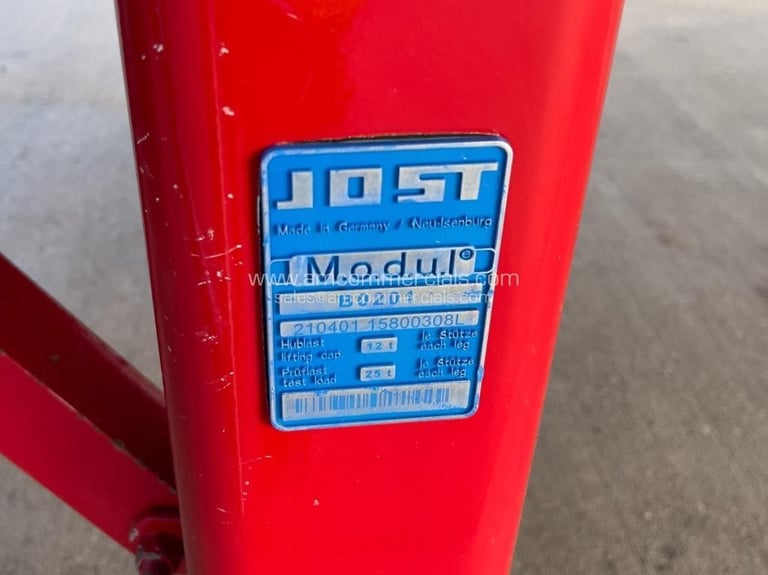 JOST
Made in Germany / Neu-Isenburg
Modul®
www.amcommercials.com
sales@amcommercials.com
210401 15800308L
Hublast 12 t je Stütze
lifting cap. each leg
Prüflast 25 t je Stütze
test load each leg